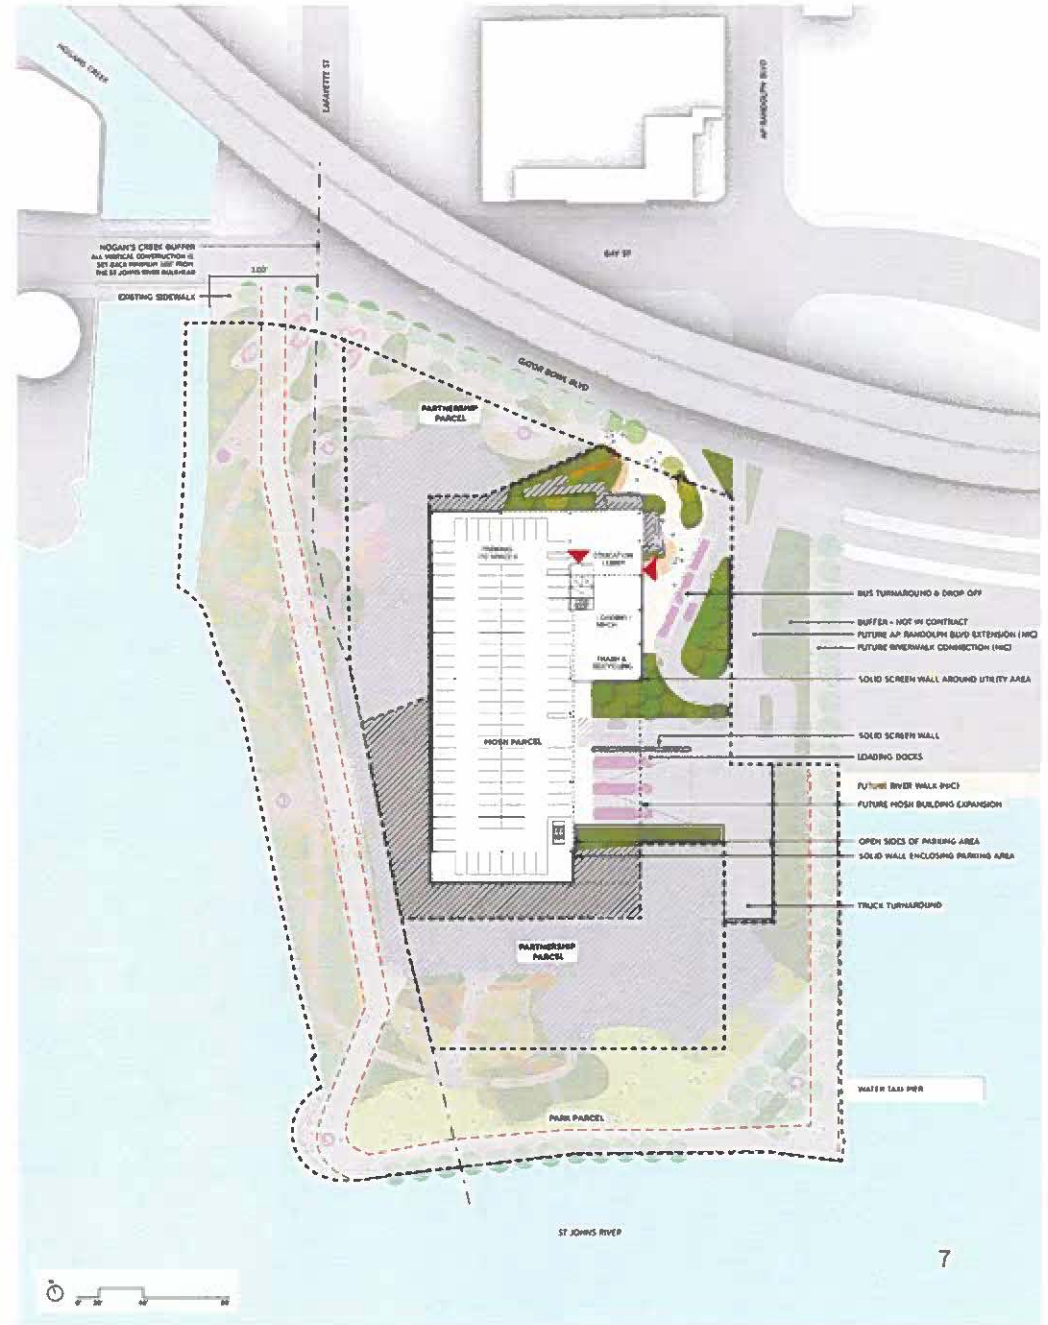 HOGANS CREEK
LAFAYETTE ST
AP RANDOLPH BLVD
HOGAN'S CREEK BUFFER
ALL VERTICAL CONSTRUCTION IS
SET BACK MINIMUM 100' FROM
THE ST JOHNS RIVER BULKHEAD
100'
EXISTING SIDEWALK
BAY ST
GATOR BOWL BLVD
PARTNERSHIP
PARCEL
PARKING
EDUCATION
LOBBY
LOADING /
MECH
TRASH &
RECYCLING
MOSH PARCEL
BUS TURNAROUND & DROP OFF
BUFFER - NOT IN CONTRACT
FUTURE AP RANDOLPH BLVD EXTENSION (NIC)
FUTURE RIVERWALK CONNECTION (NIC)
SOLID SCREEN WALL AROUND UTILITY AREA
SOLID SCREEN WALL
LOADING DOCKS
FUTURE RIVER WALK (NIC)
FUTURE MOSH BUILDING EXPANSION
OPEN SIDES OF PARKING AREA
SOLID WALL ENCLOSING PARKING AREA
TRUCK TURNAROUND
PARTNERSHIP
PARCEL
WATER TAXI PIER
PARK PARCEL
ST JOHNS RIVER
7